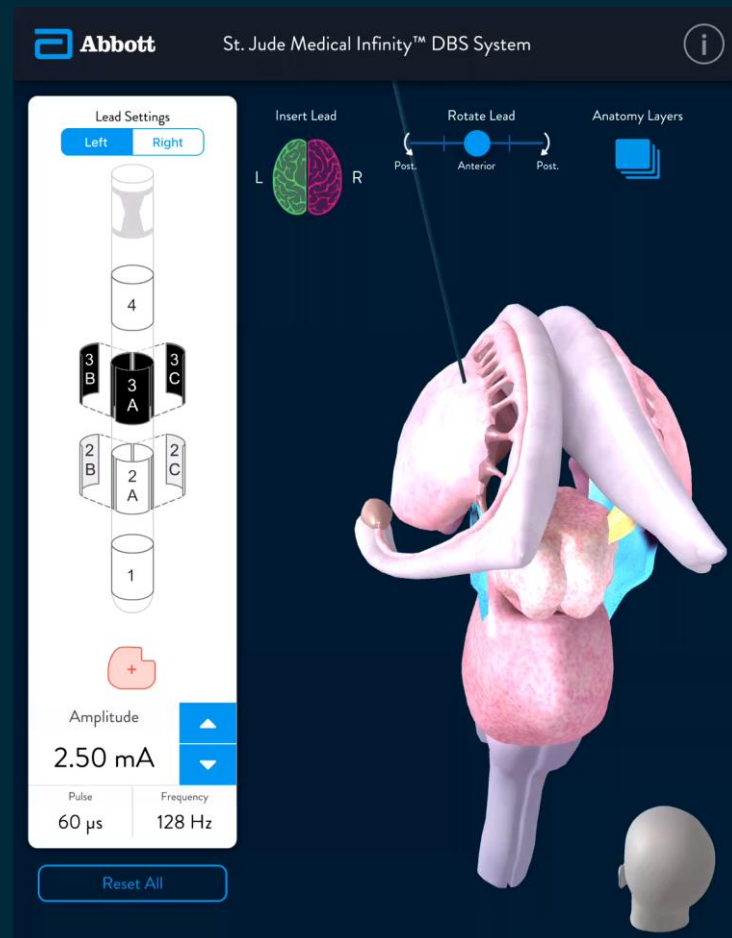 Abbott
St. Jude Medical Infinity™ DBS System
i
Lead Settings
Left Right
4
3 B
3 C
3 A
2 B
2 C
2 A
1
+
Amplitude
2.50 mA
Pulse Frequency
60 µs 128 Hz
Reset All
Insert Lead
L R
Rotate Lead
Post. Anterior Post.
Anatomy Layers